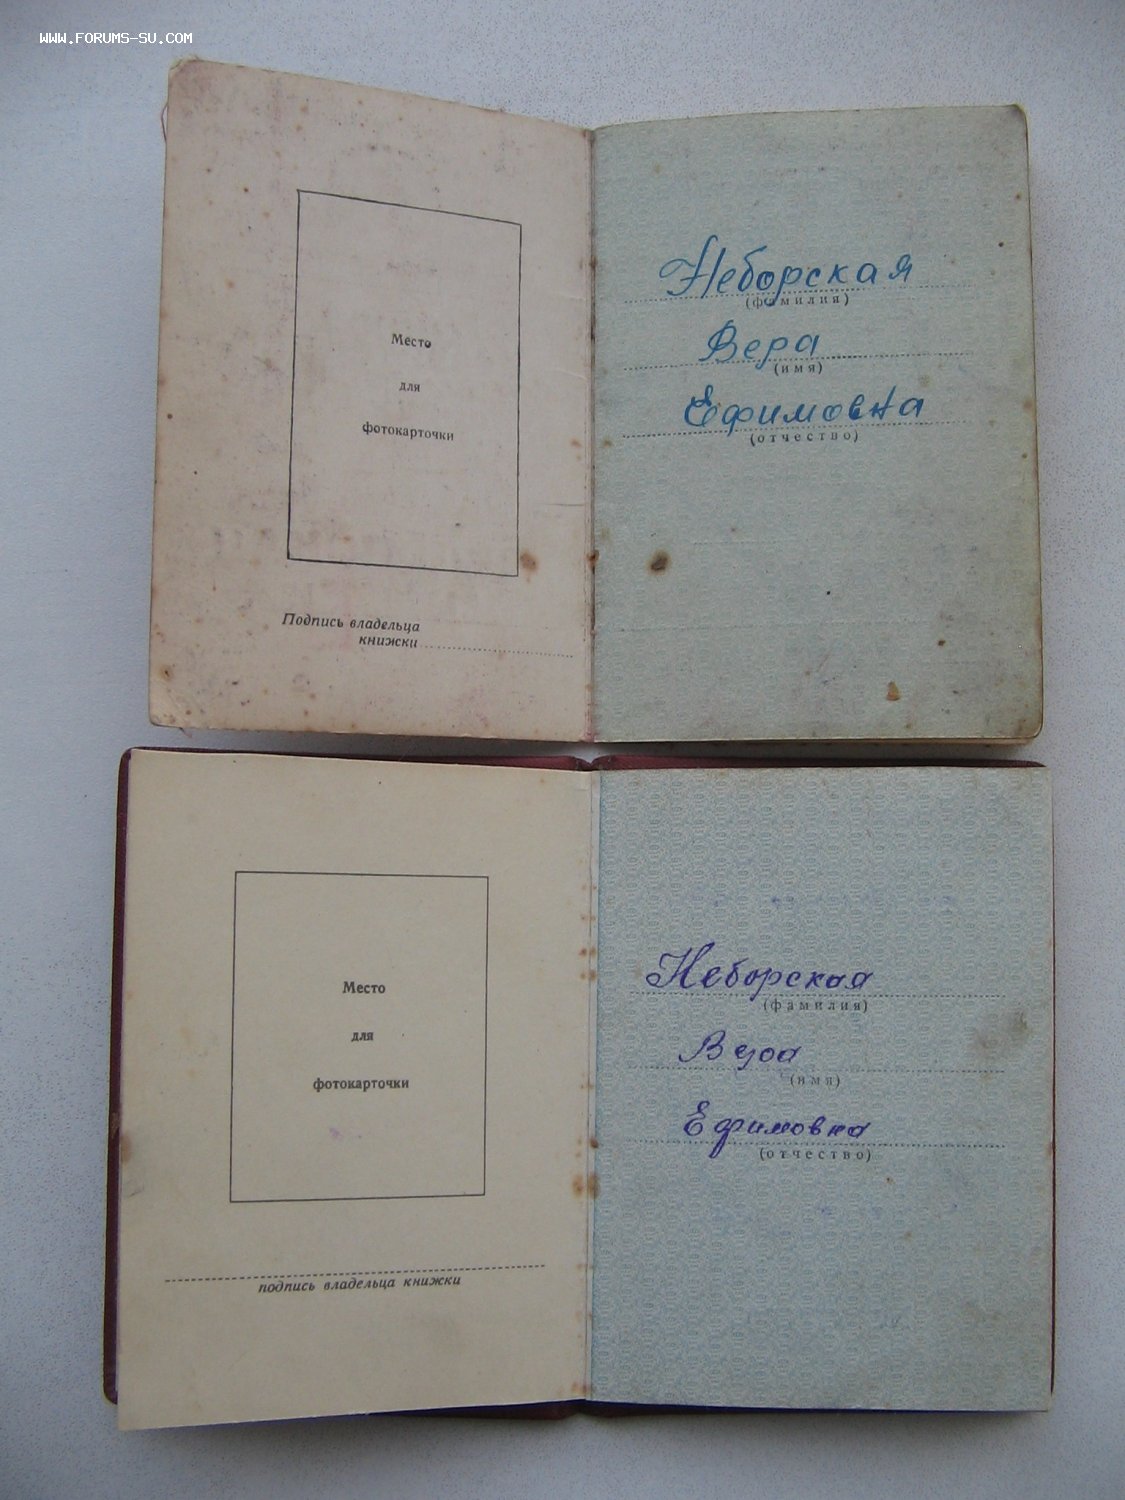 WWW.FORUMS-SU.COM
Место
для
фотокарточки
Подпись владельца
книжки
Неборская
(фамилия)
Вера
(имя)
Ефимовна
(отчество)
Место
для
фотокарточки
подпись владельца книжки
Неборская
(фамилия)
Вера
(имя)
Ефимовна
(отчество)